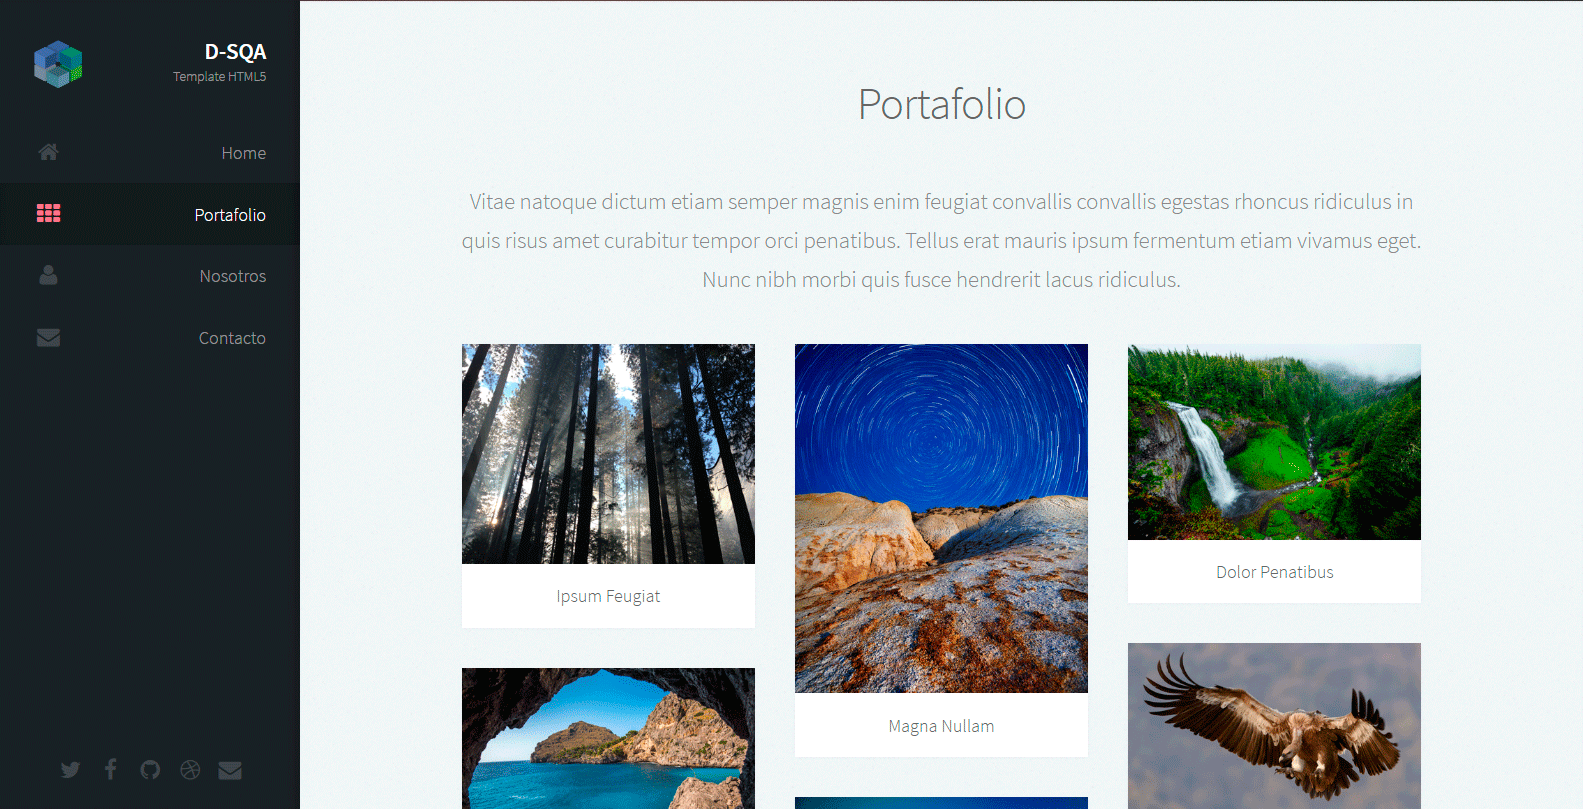 D-SQA
Template HTML5
Home
Portafolio
Nosotros
Contacto
Portafolio
Vitae natoque dictum etiam semper magnis enim feugiat convallis convallis egestas rhoncus ridiculus in
quis risus amet curabitur tempor orci penatibus. Tellus erat mauris ipsum fermentum etiam vivamus eget.
Nunc nibh morbi quis fusce hendrerit lacus ridiculus.
Ipsum Feugiat
Magna Nullam
Dolor Penatibus